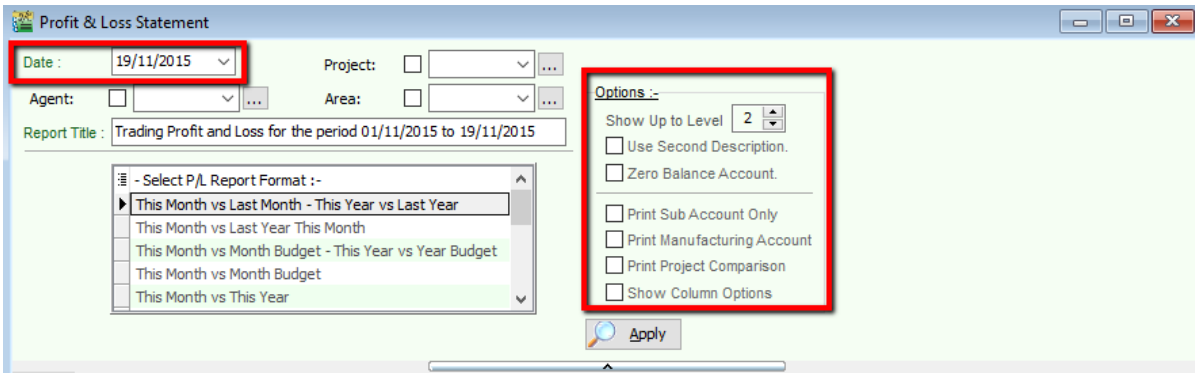 Profit & Loss Statement
Date :
19/11/2015
Project:
...
Agent:
...
Area:
...
Report Title :
Trading Profit and Loss for the period 01/11/2015 to 19/11/2015
- Select P/L Report Format :-
This Month vs Last Month - This Year vs Last Year
This Month vs Last Year This Month
This Month vs Month Budget - This Year vs Year Budget
This Month vs Month Budget
This Month vs This Year
Options :-
Show Up to Level
2
Use Second Description.
Zero Balance Account.
Print Sub Account Only
Print Manufacturing Account
Print Project Comparison
Show Column Options
Apply